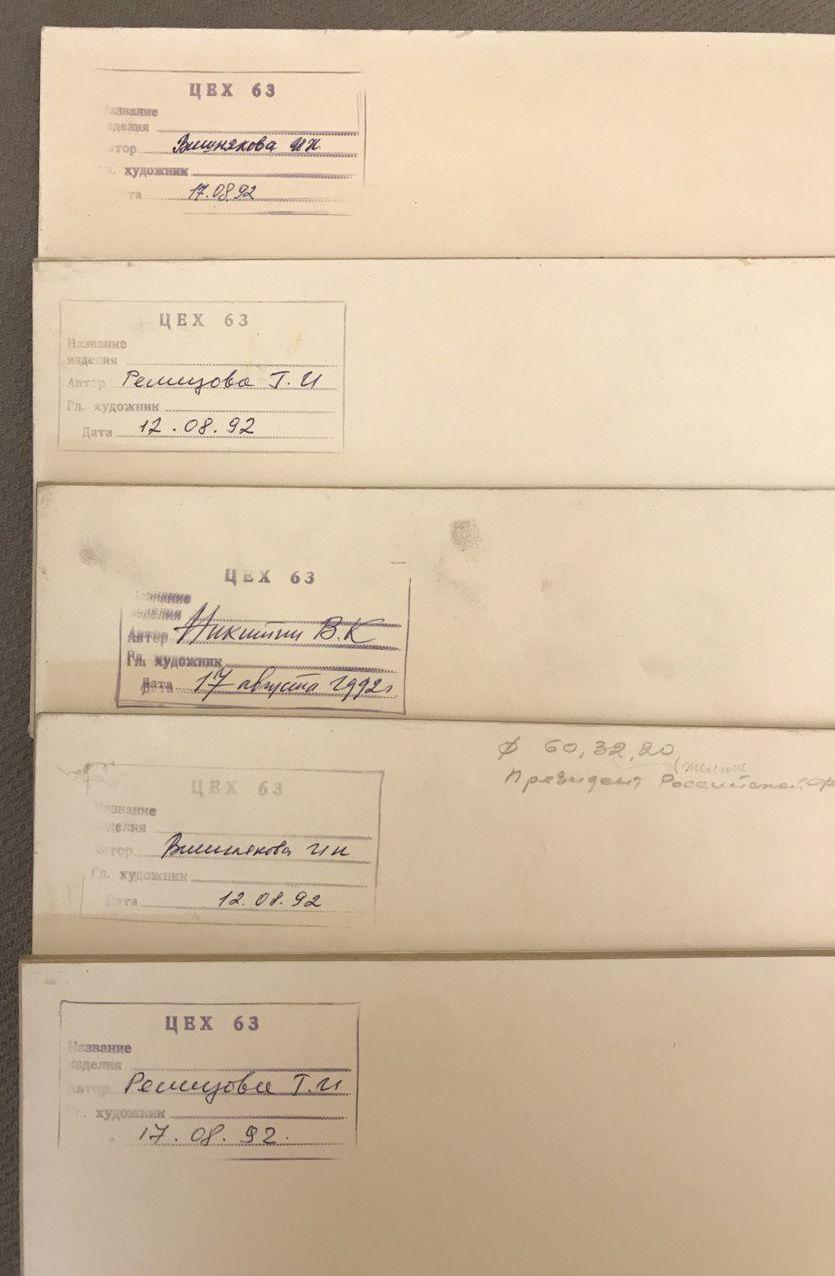 ЦЕХ 63
Название
изделия
Автор Вишнякова ИН
Гл. художник
Дата 17.08.92
ЦЕХ 63
Название
изделия
Автор Ремизова Т.И
Гл. художник
Дата 12.08.92
ЦЕХ 63
Название
изделия
Автор Никитин В.К
Гл. художник
Дата 17 августа 1992г
ф 60,32,20
Президент Российской
ЦЕХ 63
Название
изделия
Автор Вишнякова ИН
Гл. художник
Дата 12.08.92
ЦЕХ 63
Название
изделия
Автор Ремизова Т.И
Гл. художник
17.08.92.